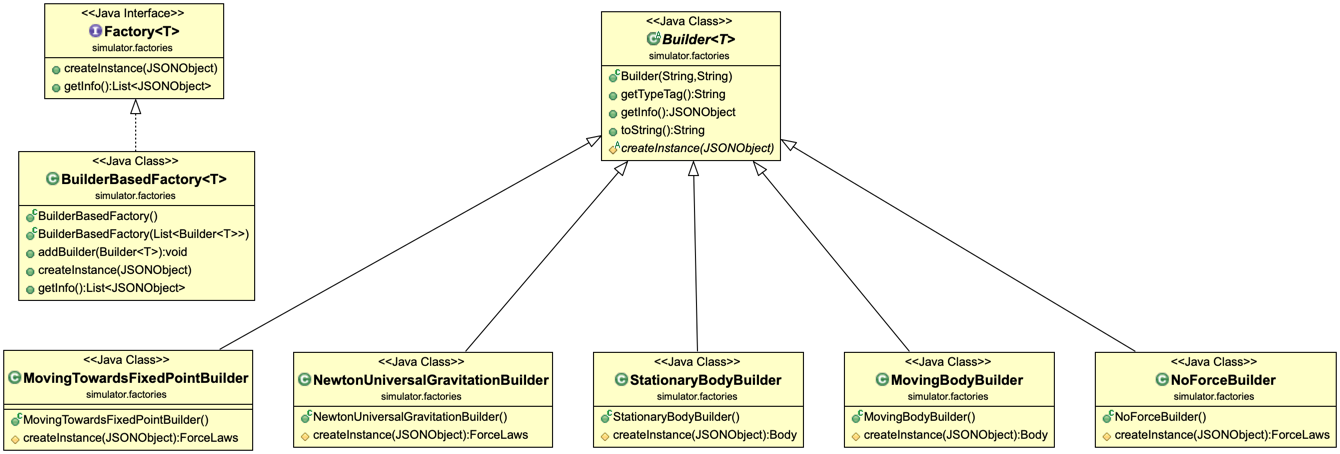 <<Java Interface>>
Factory<T>
simulator.factories
createInstance(JSONObject)
getInfo():List<JSONObject>
<<Java Class>>
BuilderBasedFactory<T>
simulator.factories
BuilderBasedFactory()
BuilderBasedFactory(List<Builder<T>>)
addBuilder(Builder<T>):void
createInstance(JSONObject)
getInfo():List<JSONObject>
<<Java Class>>
Builder<T>
simulator.factories
Builder(String,String)
getTypeTag():String
getInfo():JSONObject
toString():String
createInstance(JSONObject)
<<Java Class>>
MovingTowardsFixedPointBuilder
simulator.factories
MovingTowardsFixedPointBuilder()
createInstance(JSONObject):ForceLaws
<<Java Class>>
NewtonUniversalGravitationBuilder
simulator.factories
NewtonUniversalGravitationBuilder()
createInstance(JSONObject):ForceLaws
<<Java Class>>
StationaryBodyBuilder
simulator.factories
StationaryBodyBuilder()
createInstance(JSONObject):Body
<<Java Class>>
MovingBodyBuilder
simulator.factories
MovingBodyBuilder()
createInstance(JSONObject):Body
<<Java Class>>
NoForceBuilder
simulator.factories
NoForceBuilder()
createInstance(JSONObject):ForceLaws